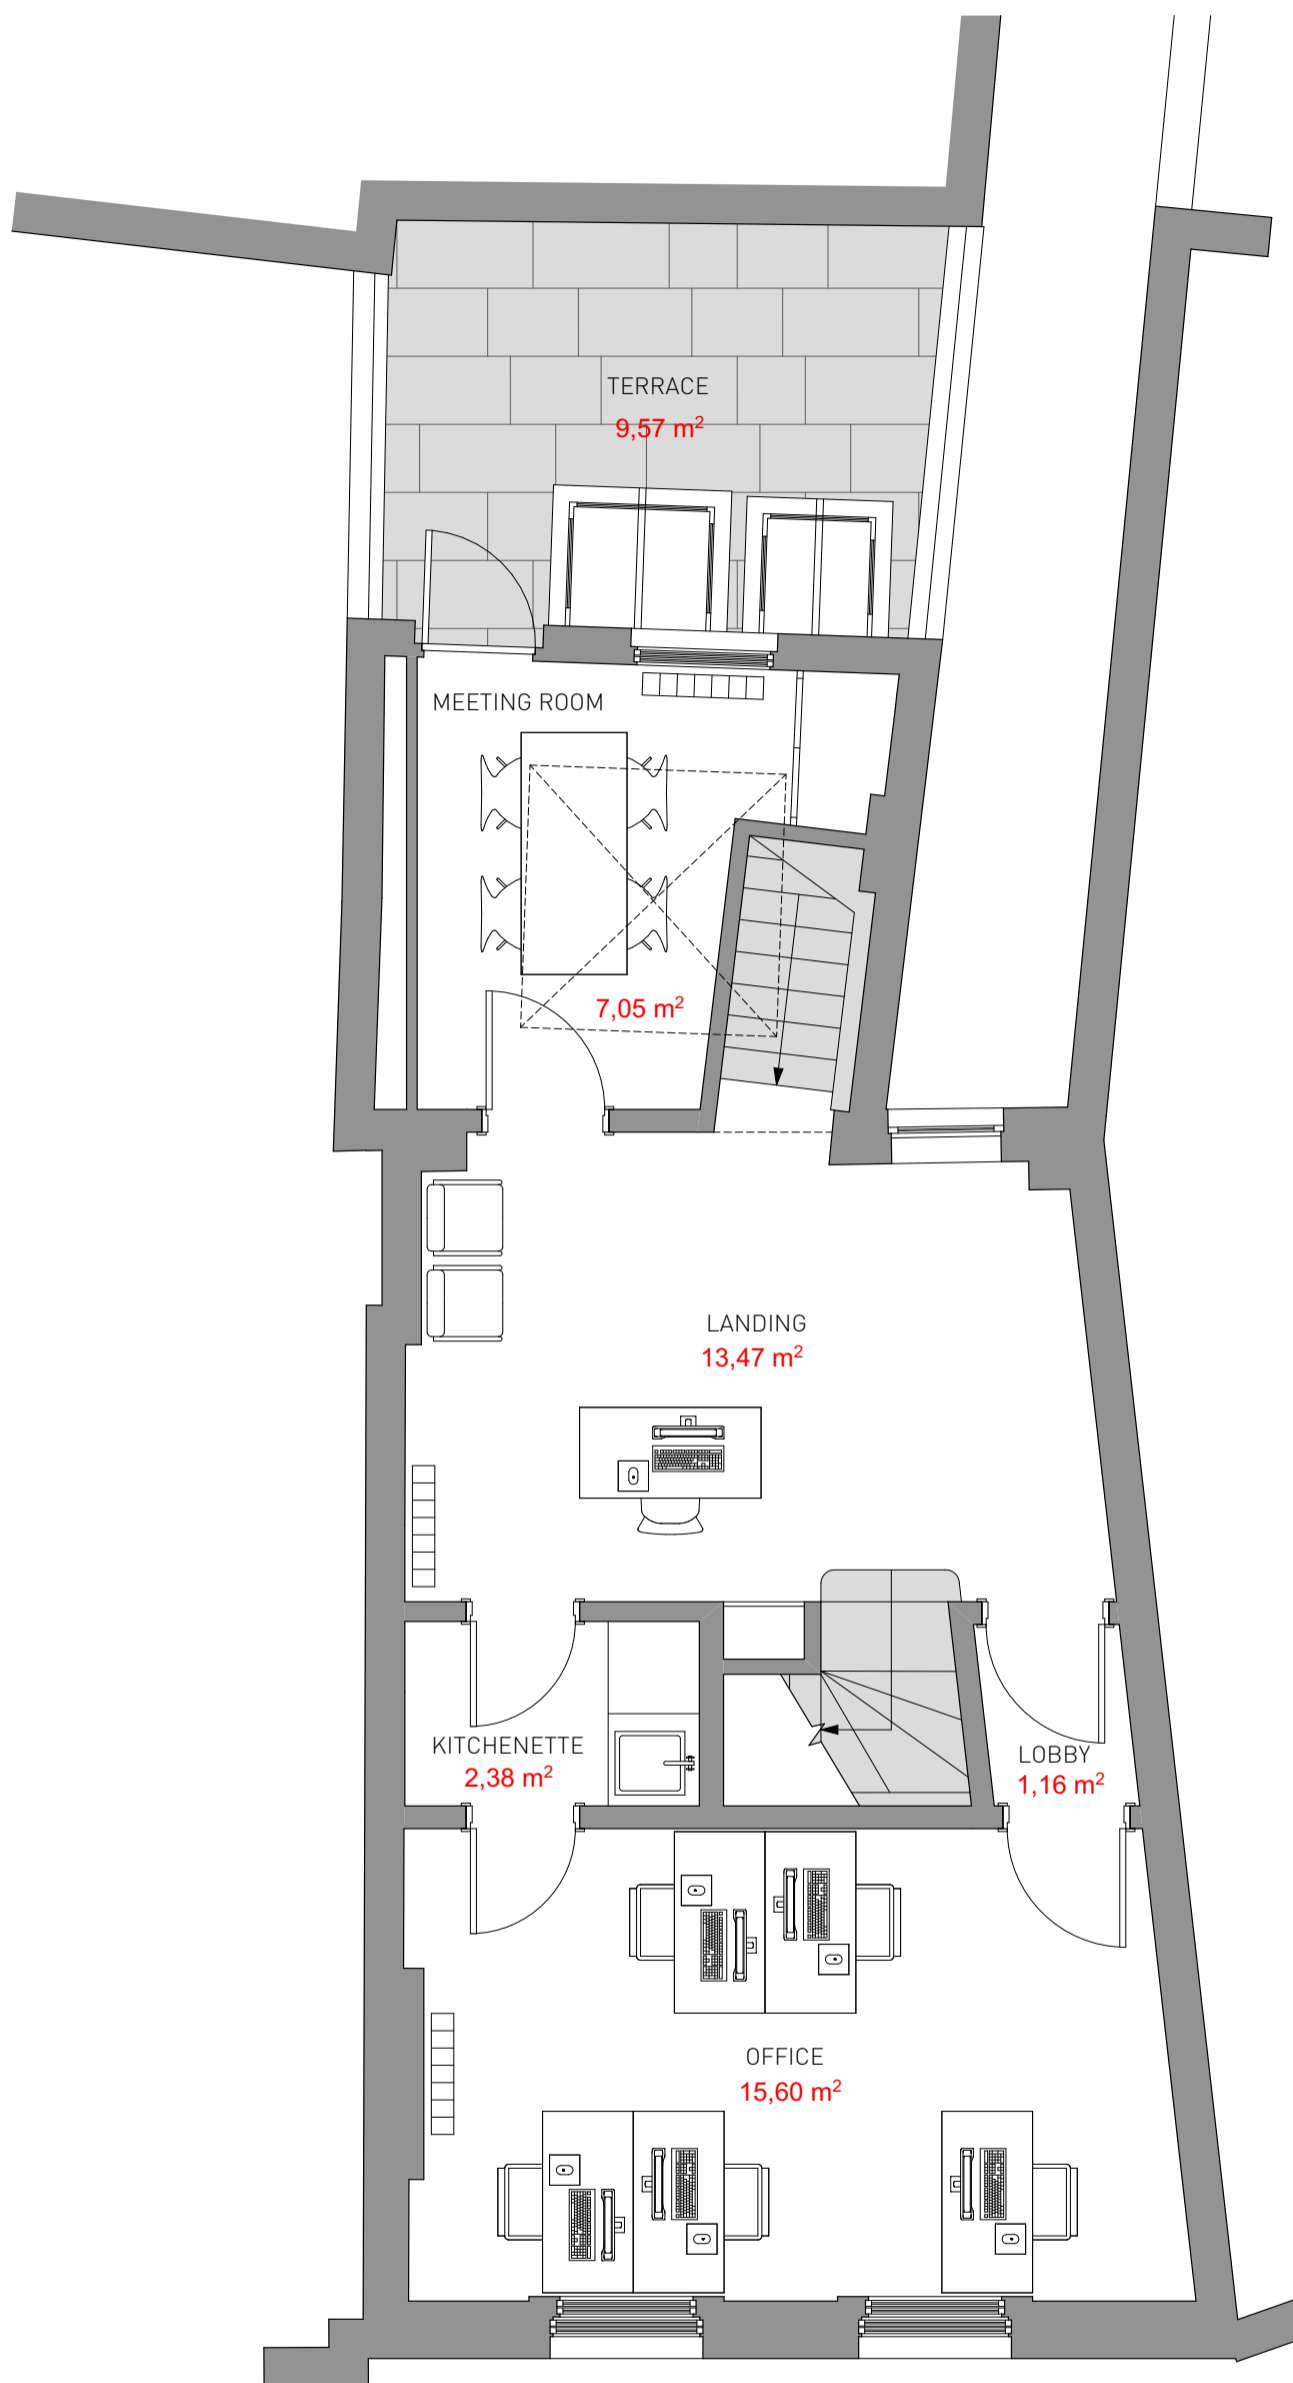 TERRACE
9,57 m²
MEETING ROOM
7,05 m²
LANDING
13,47 m²
KITCHENETTE
2,38 m²
LOBBY
1,16 m²
OFFICE
15,60 m²